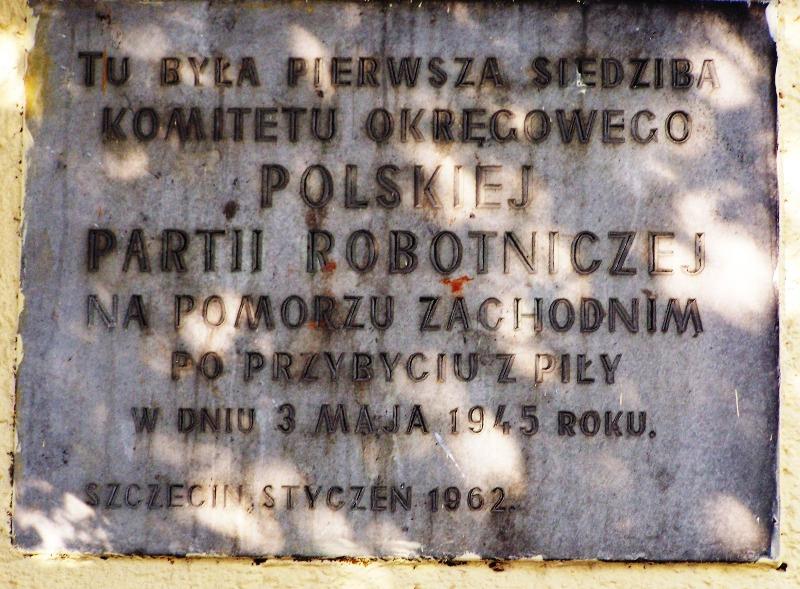 TU BYŁA PIERWSZA SIEDZIBA
KOMITETU OKRĘGOWEGO
POLSKIEJ
PARTII ROBOTNICZEJ
NA POMORZU ZACHODNIM
PO PRZYBYCIU Z PIŁY
W DNIU 3 MAJA 1945 ROKU.
SZCZECIN, STYCZEŃ 1962.